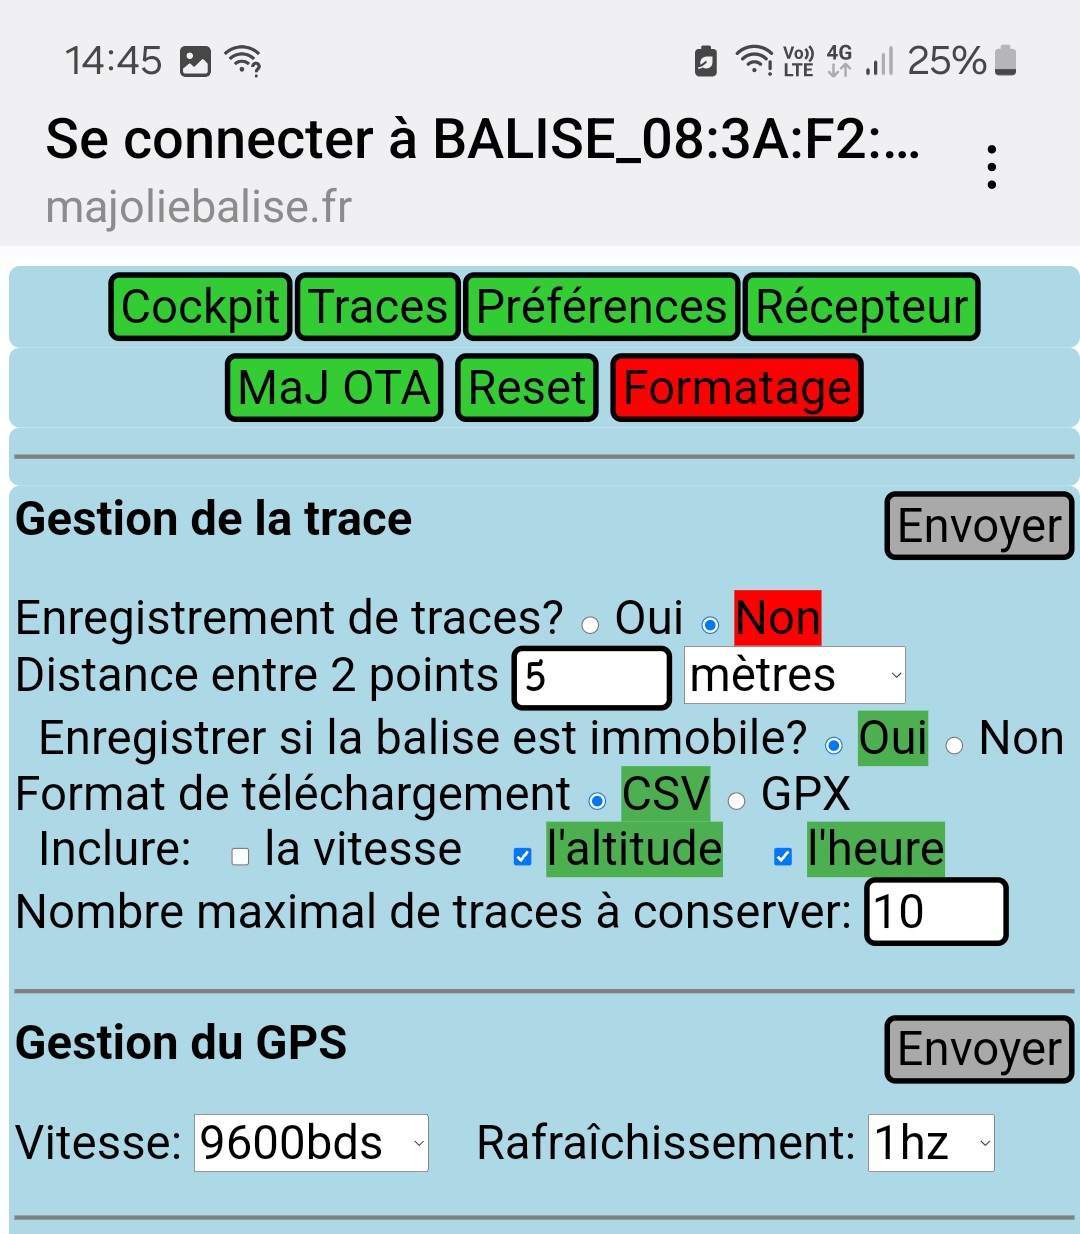 14:45 Vo)) LTE 4G 25%
Se connecter à BALISE_08:3A:F2:...
majoliebalise.fr
Cockpit Traces Préférences Récepteur
MaJ OTA Reset Formatage
Gestion de la trace Envoyer
Enregistrement de traces? Oui Non
Distance entre 2 points 5 mètres
Enregistrer si la balise est immobile? Oui Non
Format de téléchargement CSV GPX
Inclure: la vitesse l'altitude l'heure
Nombre maximal de traces à conserver: 10
Gestion du GPS Envoyer
Vitesse: 9600bds Rafraîchissement: 1hz